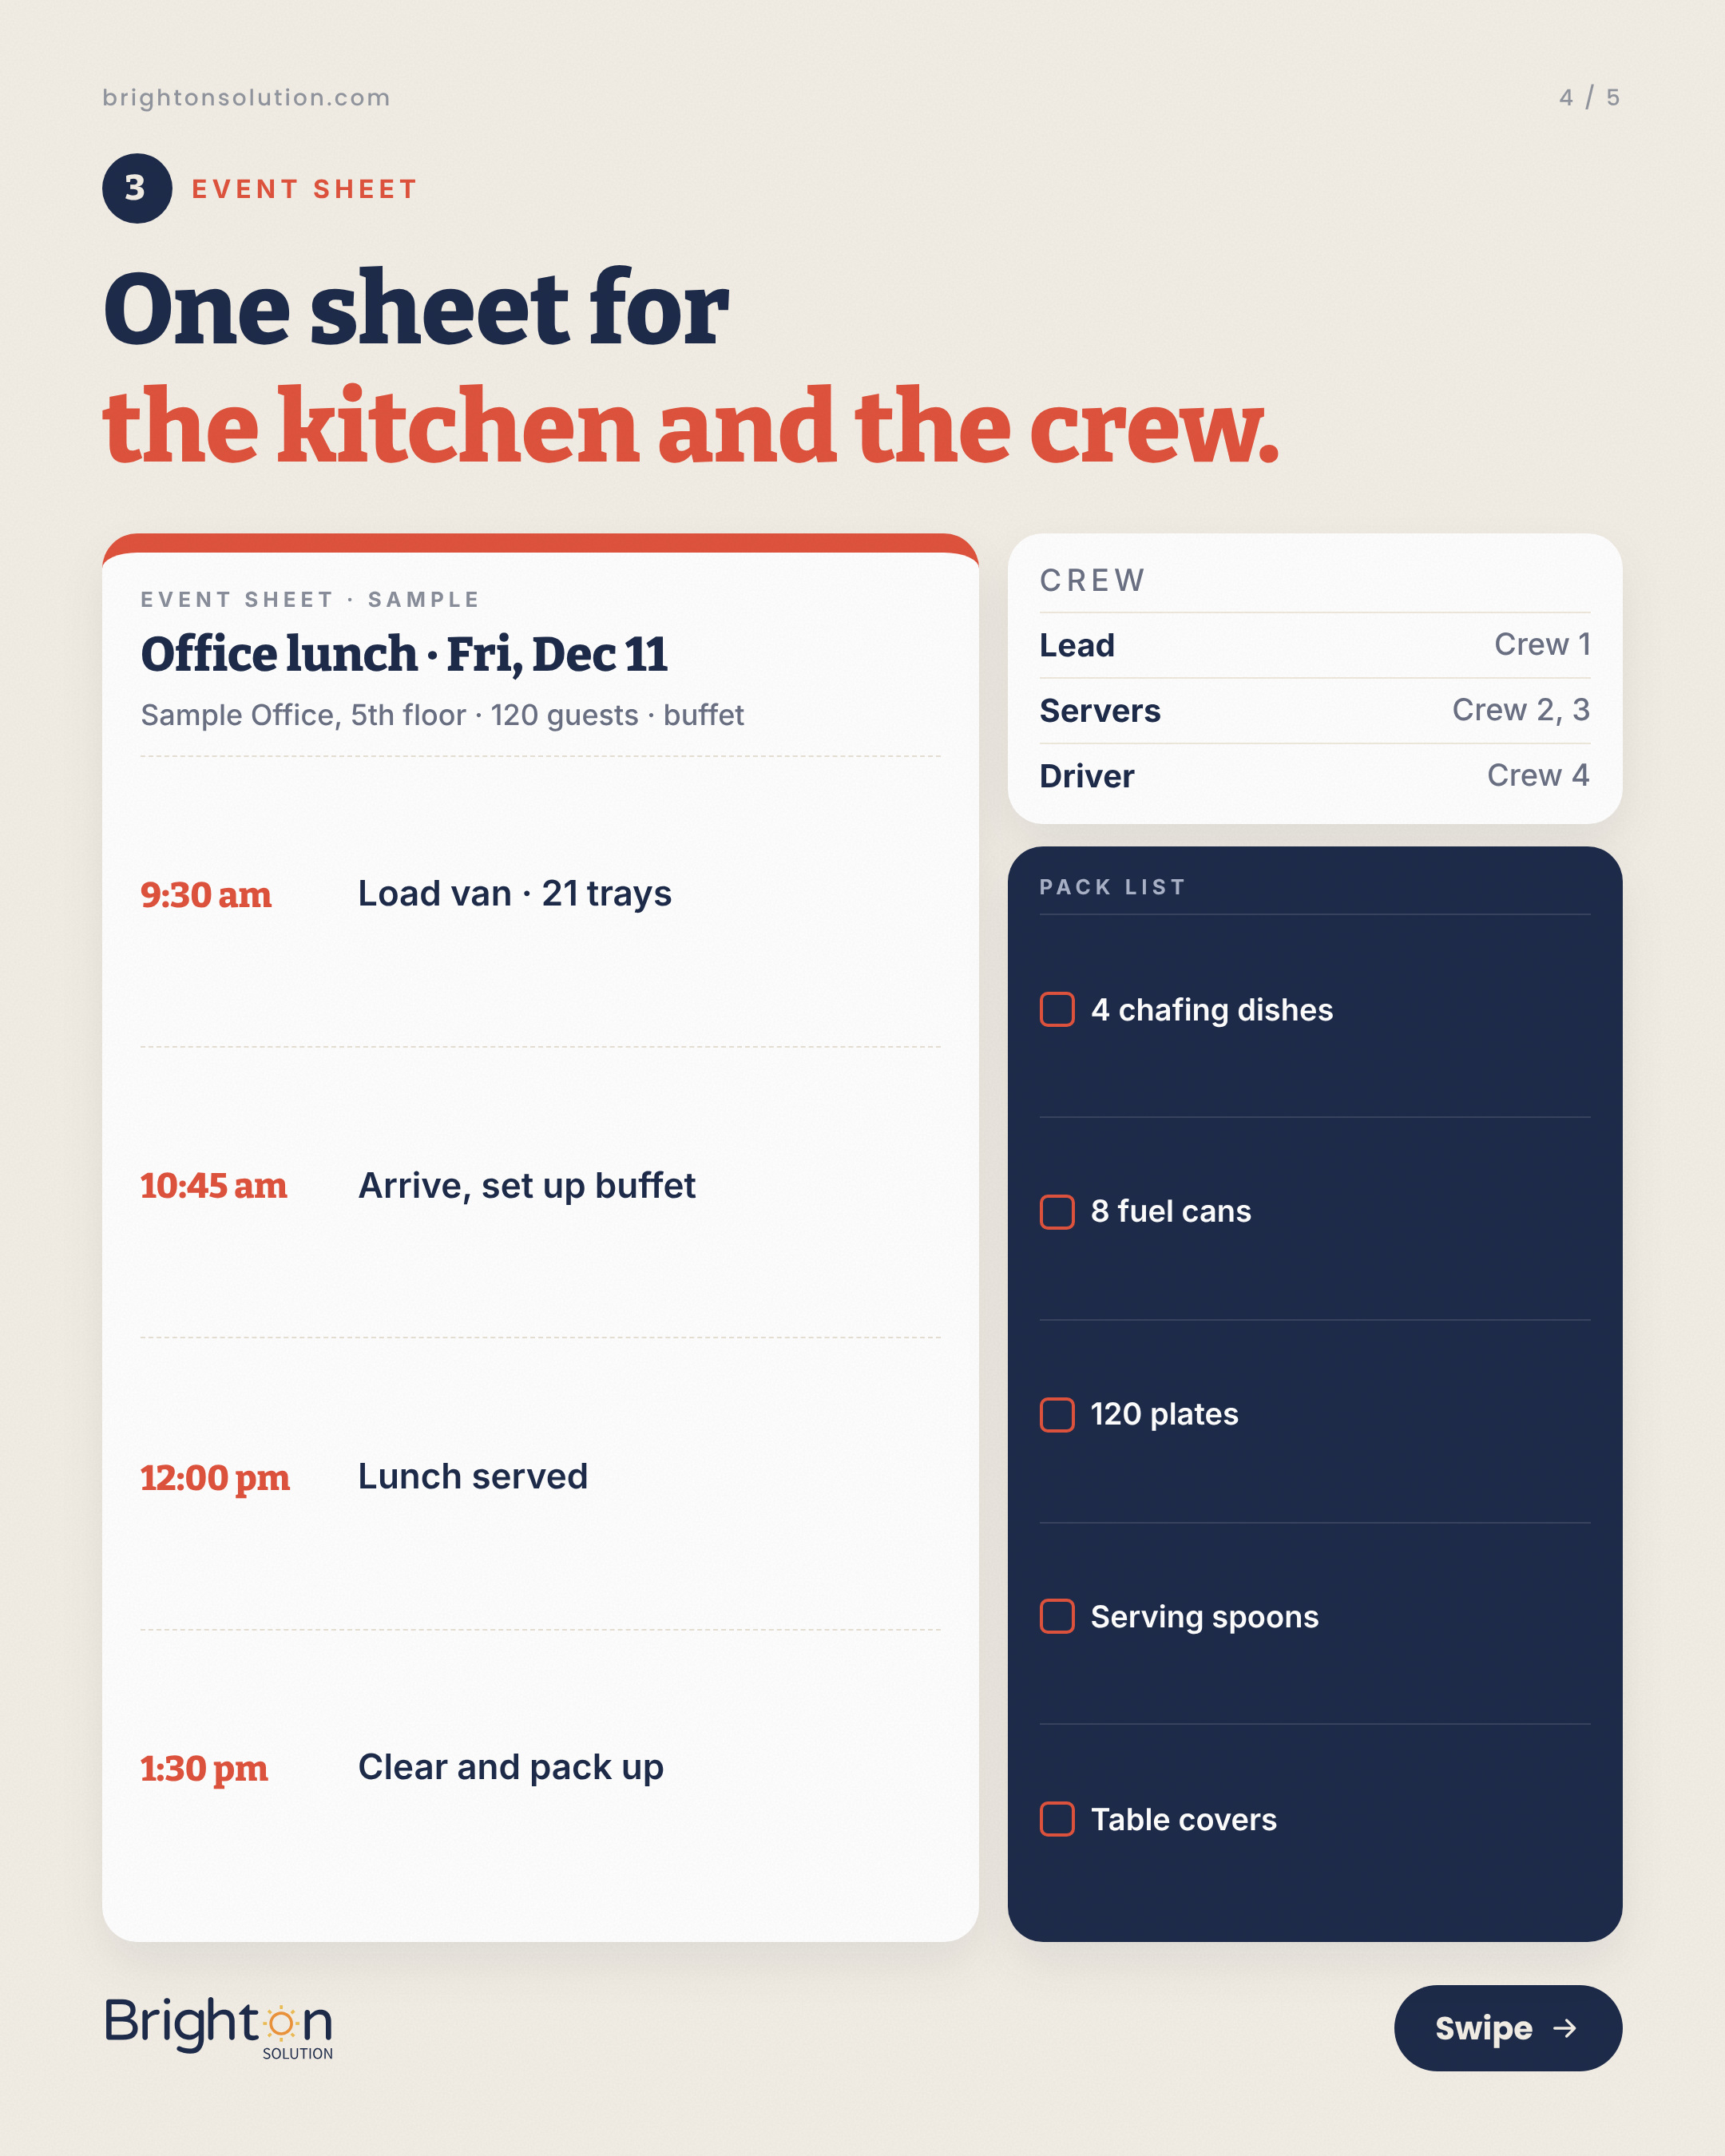 brightonsolution.com
4 / 5
3 EVENT SHEET
One sheet for
the kitchen and the crew.
EVENT SHEET · SAMPLE
Office lunch · Fri, Dec 11
Sample Office, 5th floor · 120 guests · buffet
9:30 am Load van · 21 trays
10:45 am Arrive, set up buffet
12:00 pm Lunch served
1:30 pm Clear and pack up
CREW
Lead Crew 1
Servers Crew 2, 3
Driver Crew 4
PACK LIST
4 chafing dishes
8 fuel cans
120 plates
Serving spoons
Table covers
Brighton
SOLUTION
Swipe →